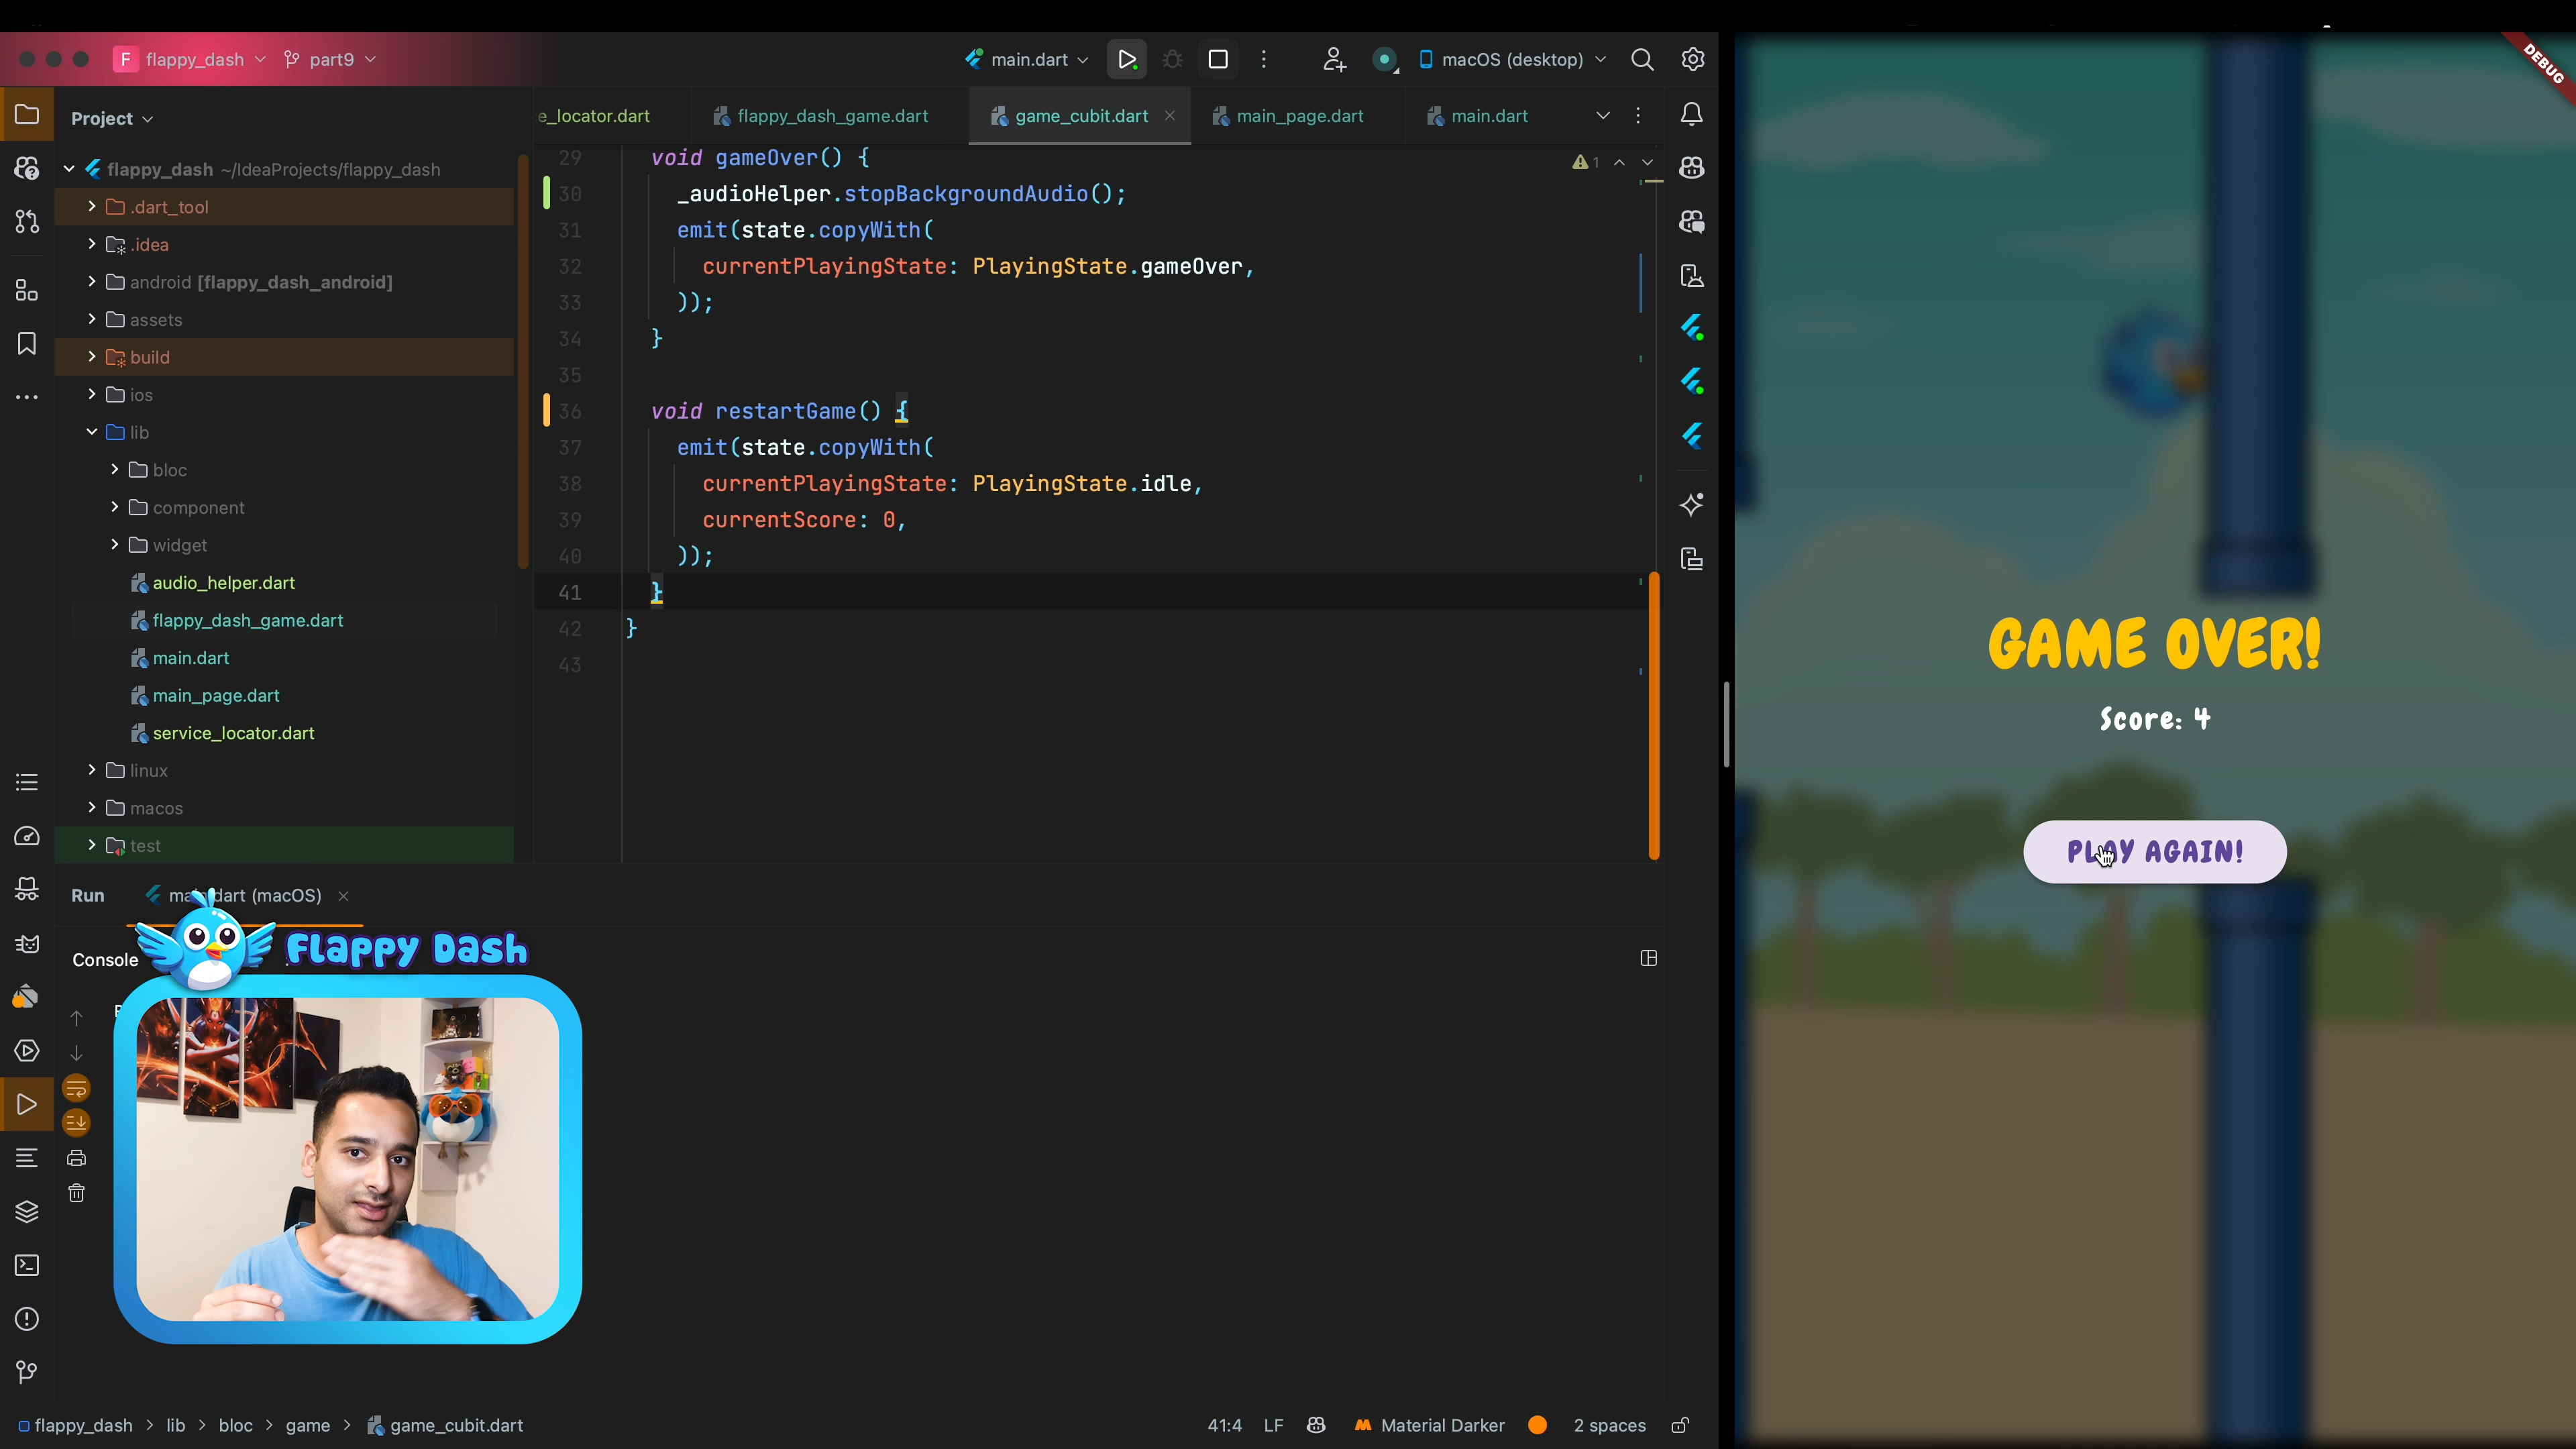 F flappy_dash part9
main.dart
macOS (desktop)
DEBUG
Project
e_locator.dart
flappy_dash_game.dart
game_cubit.dart
main_page.dart
main.dart
flappy_dash ~/IdeaProjects/flappy_dash
.dart_tool
.idea
android [flappy_dash_android]
assets
build
ios
lib
bloc
component
widget
audio_helper.dart
flappy_dash_game.dart
main.dart
main_page.dart
service_locator.dart
linux
macos
test
1
29 void gameOver() {
30 _audioHelper.stopBackgroundAudio();
31 emit(state.copyWith(
32 currentPlayingState: PlayingState.gameOver,
33 ));
34 }
35
36 void restartGame() {
37 emit(state.copyWith(
38 currentPlayingState: PlayingState.idle,
39 currentScore: 0,
40 ));
41 }
42 }
43
GAME OVER!
Score: 4
PLAY AGAIN!
Run
dart (macOS)
Flappy Dash
Console
flappy_dash > lib > bloc > game > game_cubit.dart
41:4 LF Material Darker 2 spaces